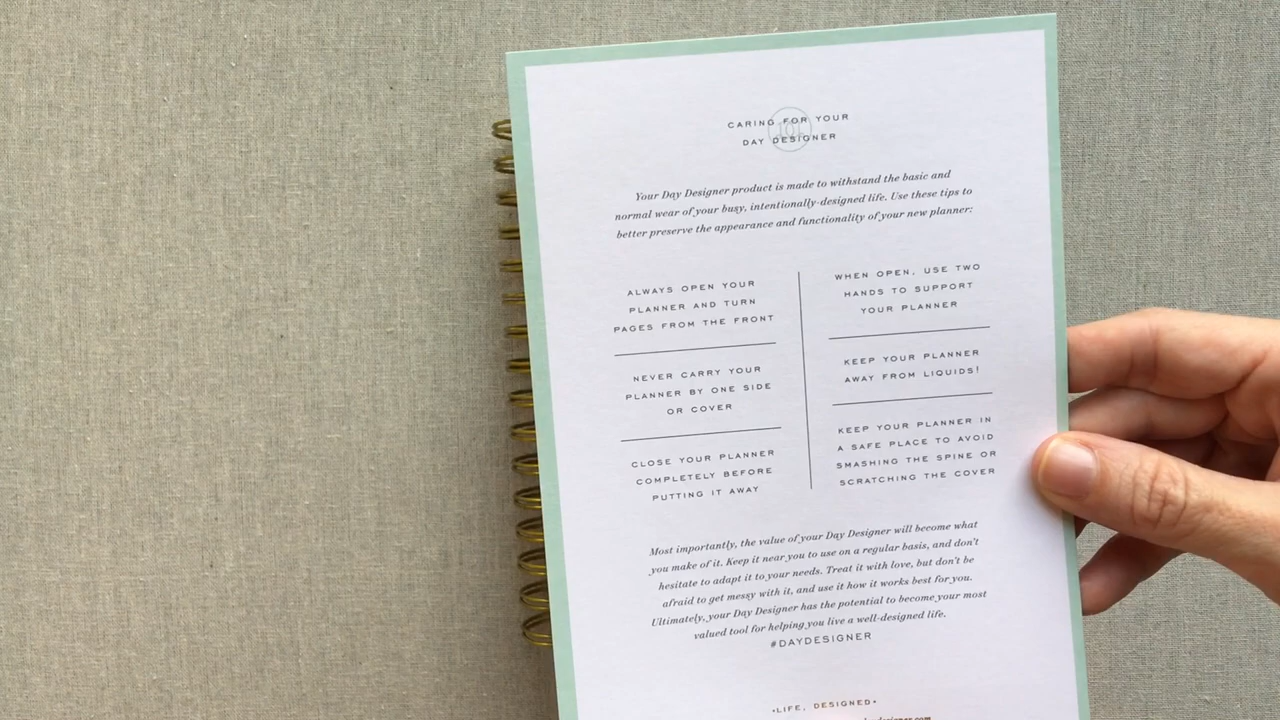 CARING FOR YOUR
101
DAY DESIGNER
Your Day Designer product is made to withstand the basic and
normal wear of your busy, intentionally-designed life. Use these tips to
better preserve the appearance and functionality of your new planner:
ALWAYS OPEN YOUR
PLANNER AND TURN
PAGES FROM THE FRONT
NEVER CARRY YOUR
PLANNER BY ONE SIDE
OR COVER
CLOSE YOUR PLANNER
COMPLETELY BEFORE
PUTTING IT AWAY
WHEN OPEN, USE TWO
HANDS TO SUPPORT
YOUR PLANNER
KEEP YOUR PLANNER
AWAY FROM LIQUIDS!
KEEP YOUR PLANNER IN
A SAFE PLACE TO AVOID
SMASHING THE SPINE OR
SCRATCHING THE COVER
Most importantly, the value of your Day Designer will become what
you make of it. Keep it near you to use on a regular basis, and don't
hesitate to adapt it to your needs. Treat it with love, but don't be
afraid to get messy with it, and use it how it works best for you.
Ultimately, your Day Designer has the potential to become your most
valued tool for helping you live a well-designed life.
#DAYDESIGNER
•LIFE, DESIGNED•